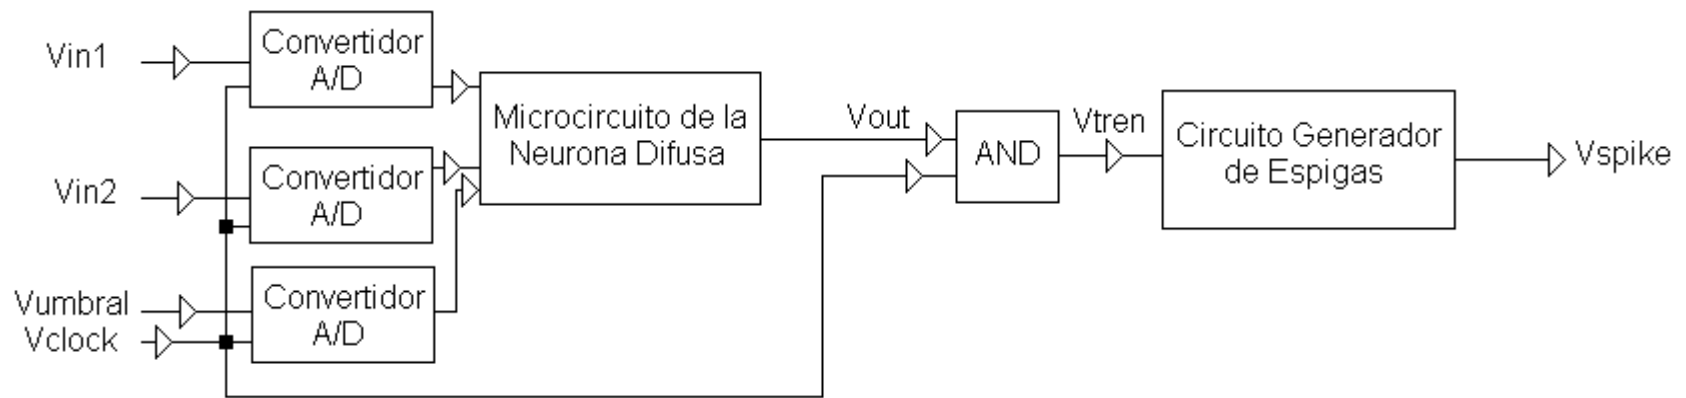 Vin1
Convertidor
A/D
Microcircuito de la
Neurona Difusa
Vout
AND
Vtren
Circuito Generador
de Espigas
Vspike
Vin2
Convertidor
A/D
Vumbral
Vclock
Convertidor
A/D